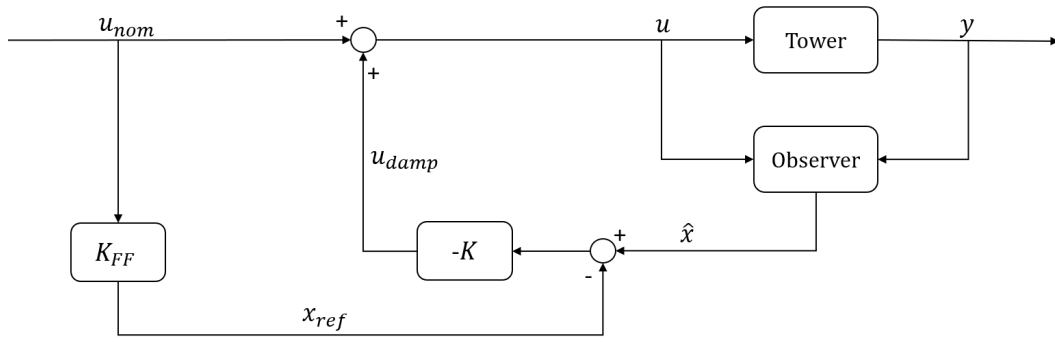 u_nom
+
u
Tower
y
+
u_damp
Observer
K_FF
-K
+
x̂
-
x_ref